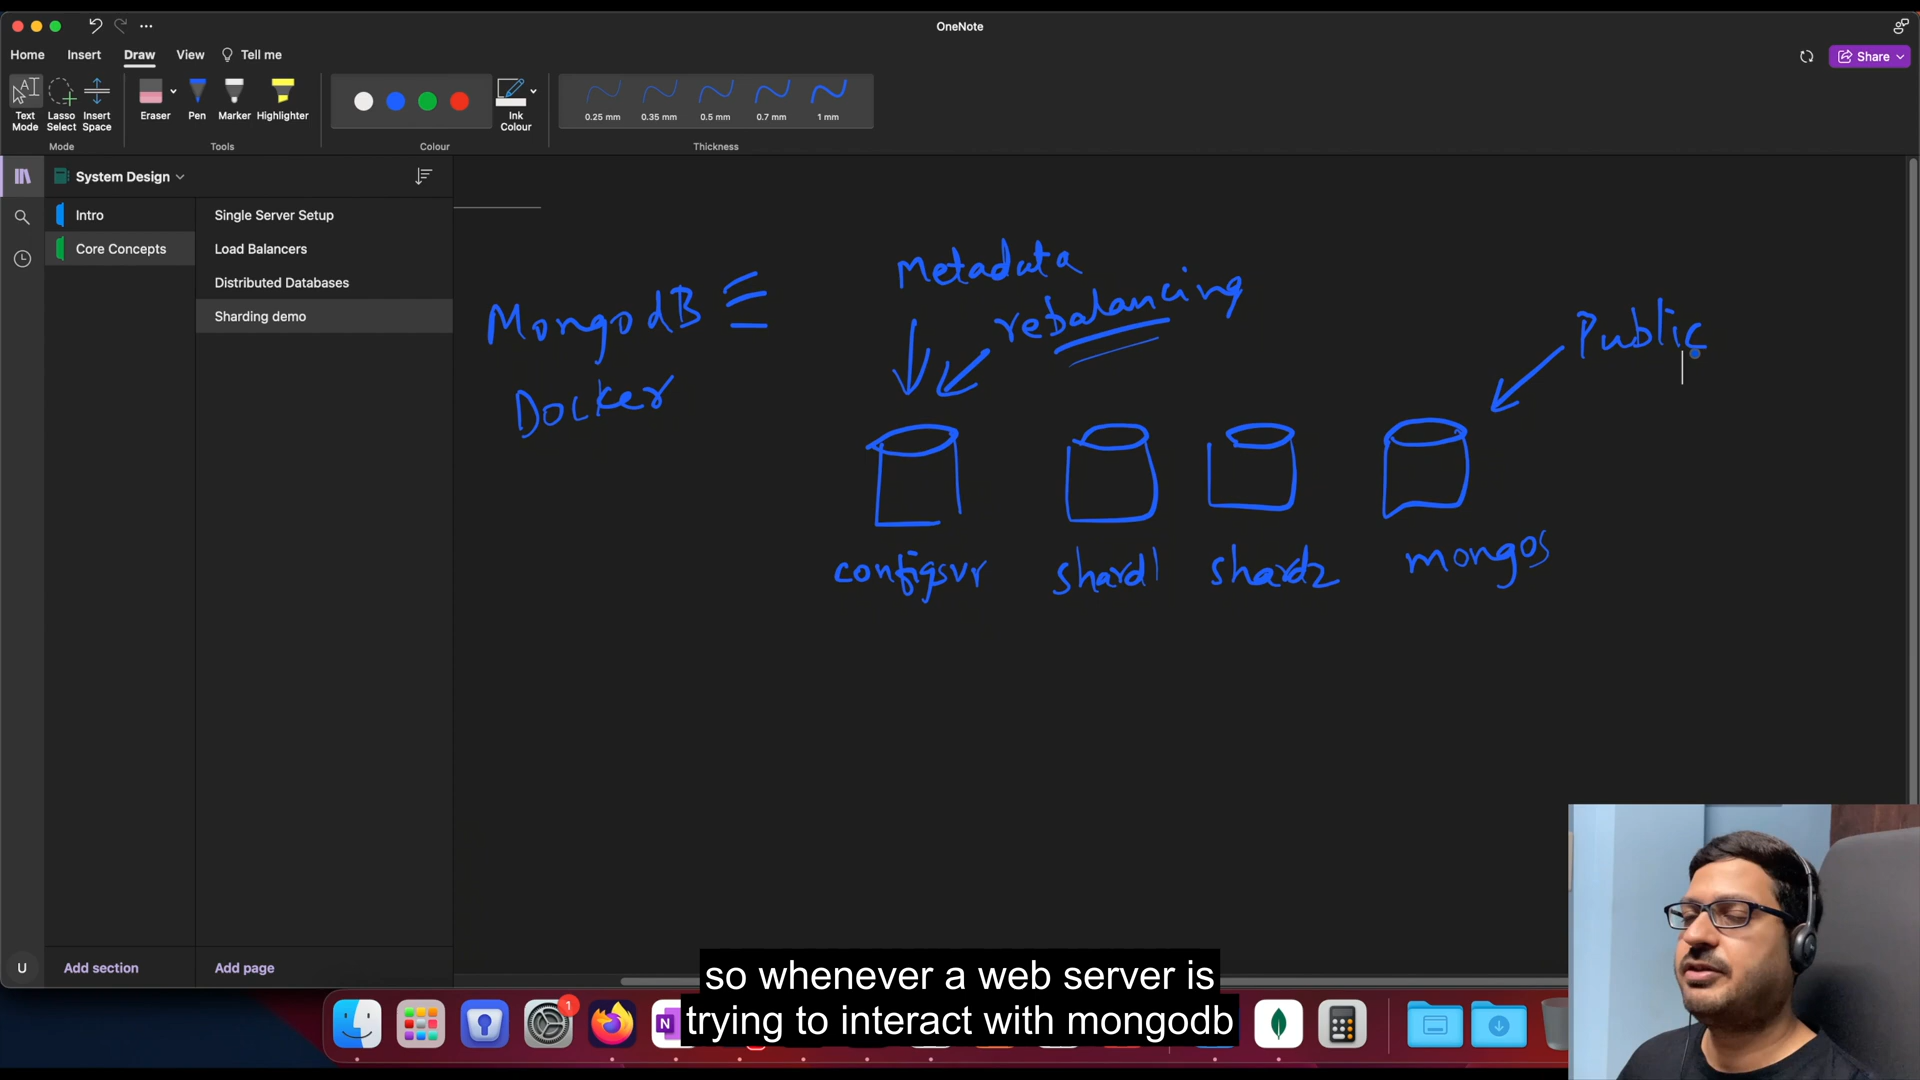 OneNote
Home Insert Draw View Tell me
Share
Text Mode
Lasso Select
Insert Space
Eraser
Pen
Marker
Highlighter
Ink Colour
0.25 mm
0.35 mm
0.5 mm
0.7 mm
1 mm
Mode
Tools
Colour
Thickness
System Design
Intro
Core Concepts
Single Server Setup
Load Balancers
Distributed Databases
Sharding demo
MongodB
Docker
Metadata
rebalancing
Public
configsvr
shard1
shard2
mongos
U
Add section
Add page
1
N
so whenever a web server is
trying to interact with mongodb